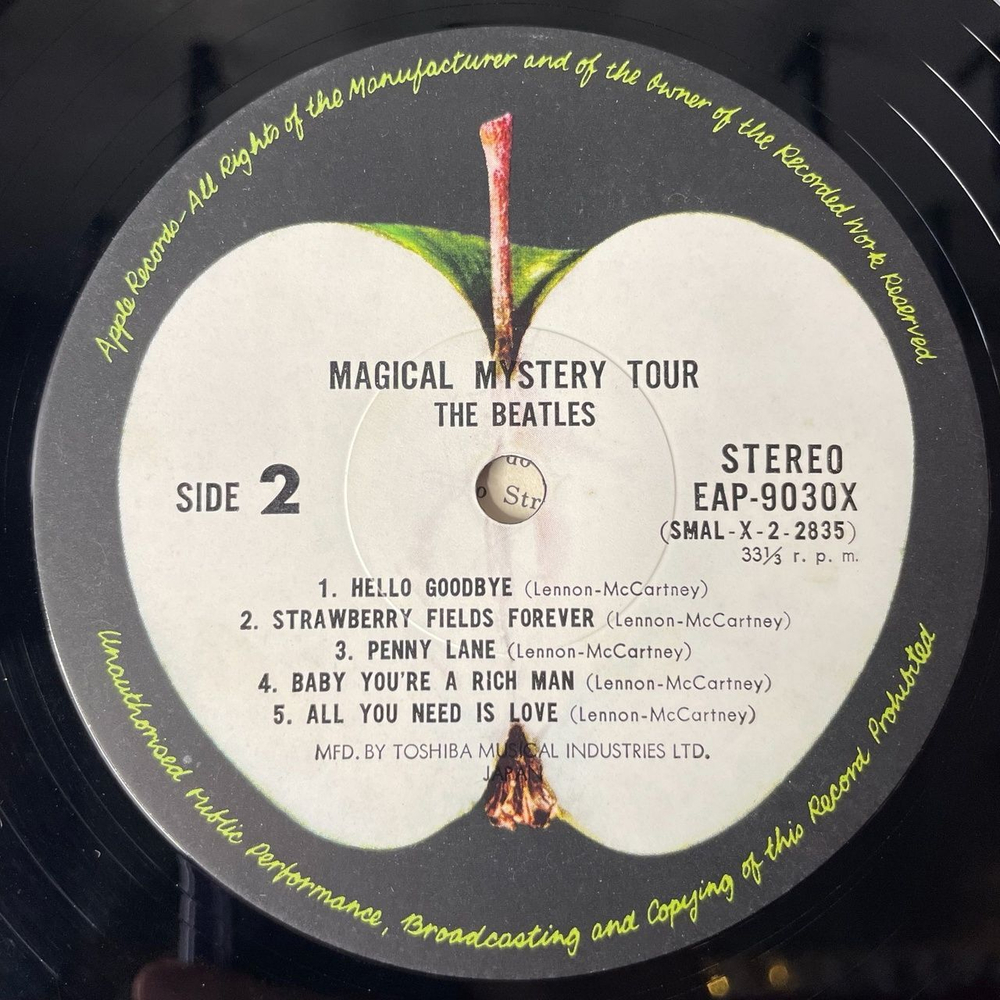 Apple Records-All Rights of the Manufacturer and of the Owner of the Recorded Work Reserved
MAGICAL MYSTERY TOUR
THE BEATLES
SIDE 2
STEREO
EAP-9030X
(SMAL-X-2-2835)
33⅓ r. p. m.
do
o Str
1. HELLO GOODBYE (Lennon-McCartney)
2. STRAWBERRY FIELDS FOREVER (Lennon-McCartney)
3. PENNY LANE (Lennon-McCartney)
4. BABY YOU'RE A RICH MAN (Lennon-McCartney)
5. ALL YOU NEED IS LOVE (Lennon-McCartney)
MFD. BY TOSHIBA MUSICAL INDUSTRIES LTD.
JAPAN
Unauthorised Public Performance, Broadcasting and Copying of this Record Prohibited